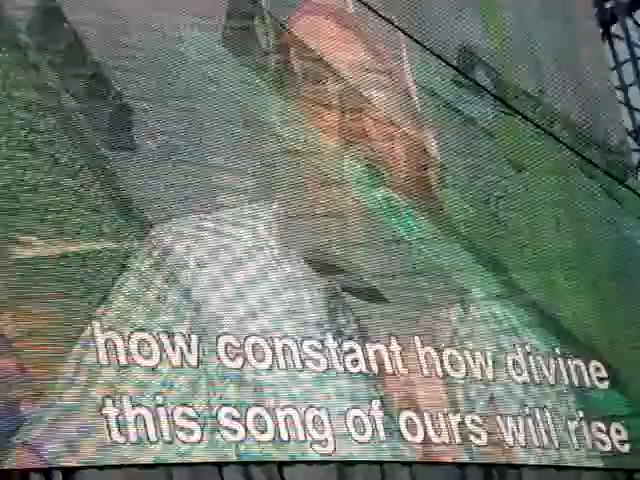 how constant how divine
this song of ours will rise